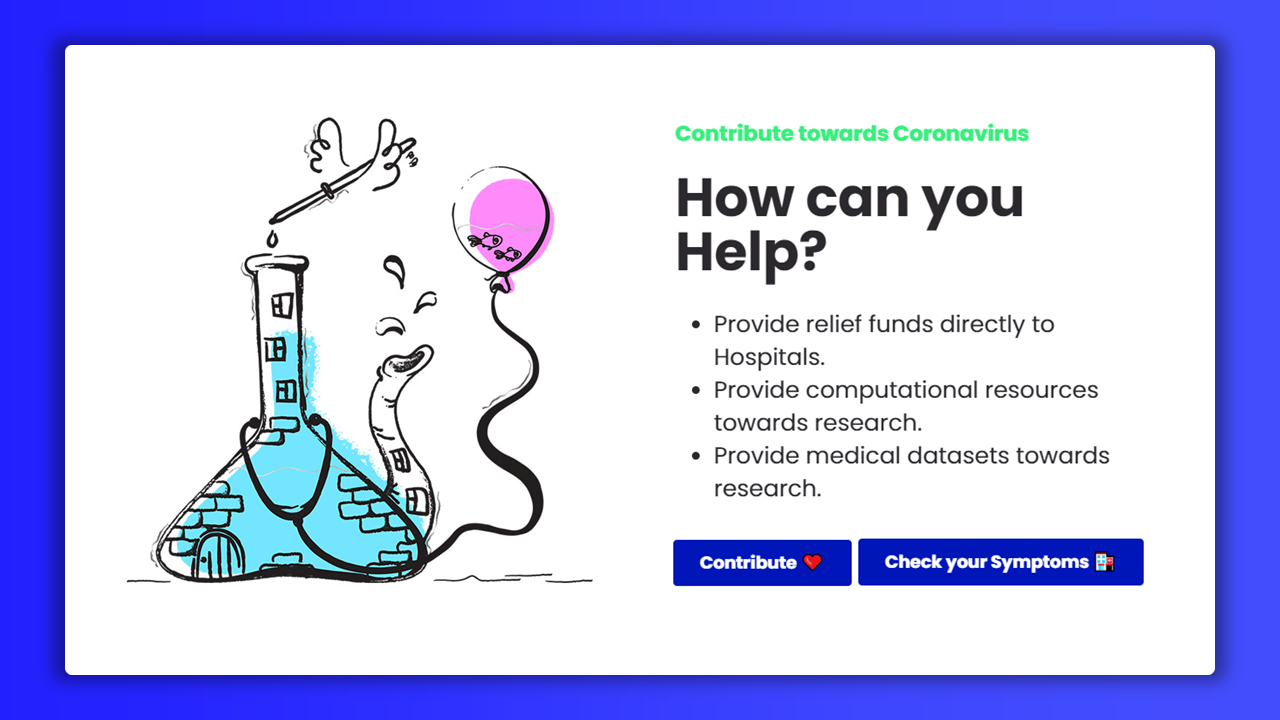 Contribute towards Coronavirus
How can you
Help?
• Provide relief funds directly to
Hospitals.
• Provide computational resources
towards research.
• Provide medical datasets towards
research.
Contribute ❤️
Check your Symptoms 🏥